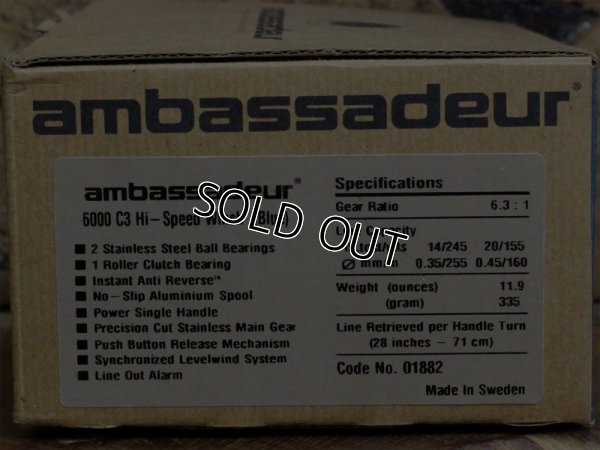 ambassadeur®
ambassadeur®
6000 C3 Hi-Speed (Blue)
■ 2 Stainless Steel Ball Bearings
■ 1 Roller Clutch Bearing
■ Instant Anti Reverse™
■ No-Slip Aluminium Spool
■ Power Single Handle
■ Precision Cut Stainless Main Gear
■ Push Button Release Mechanism
■ Synchronized Levelwind System
■ Line Out Alarm
Specifications
Gear Ratio 6.3 : 1
Capacity
14/245 20/155
Ø mm/m 0.35/255 0.45/160
Weight (ounces) 11.9
(gram) 335
Line Retrieved per Handle Turn
(28 inches – 71 cm)
Code No. 01882
Made In Sweden
SOLD OUT